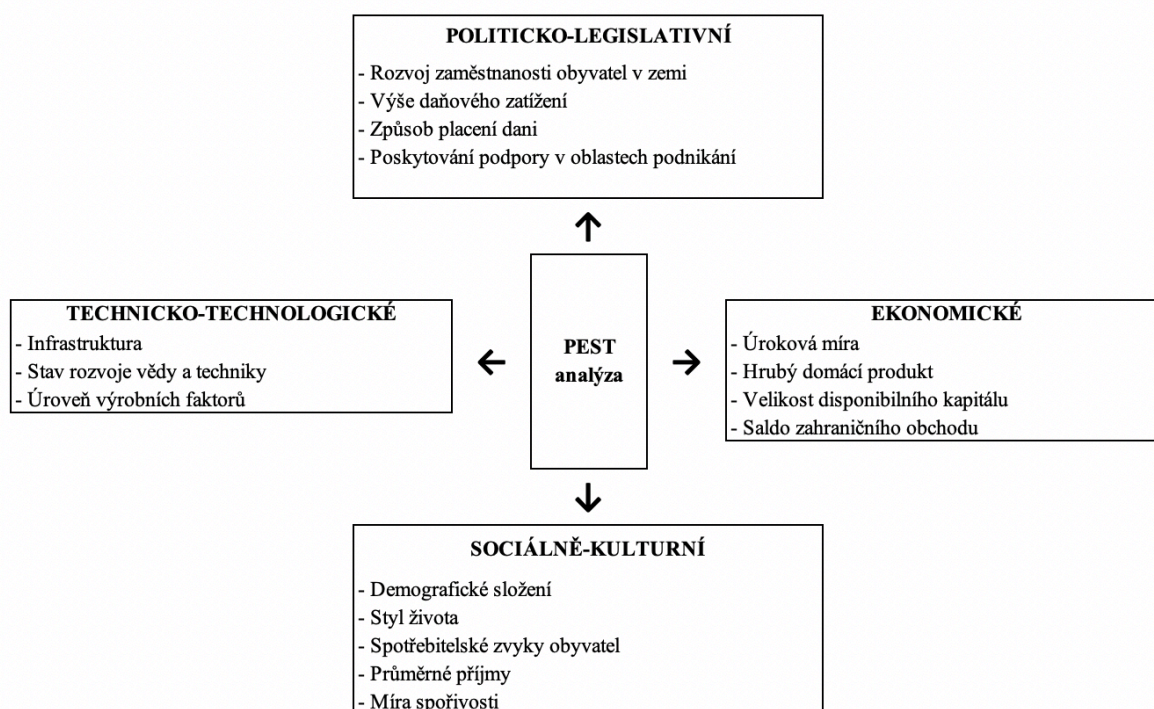 POLITICKO-LEGISLATIVNÍ
- Rozvoj zaměstnanosti obyvatel v zemi
- Výše daňového zatížení
- Způsob placení dani
- Poskytování podpory v oblastech podnikání
TECHNICKO-TECHNOLOGICKÉ
- Infrastruktura
- Stav rozvoje vědy a techniky
- Úroveň výrobních faktorů
PEST
analýza
EKONOMICKÉ
- Úroková míra
- Hrubý domácí produkt
- Velikost disponibilního kapitálu
- Saldo zahraničního obchodu
SOCIÁLNĚ-KULTURNÍ
- Demografické složení
- Styl života
- Spotřebitelské zvyky obyvatel
- Průměrné příjmy
- Míra spořivosti